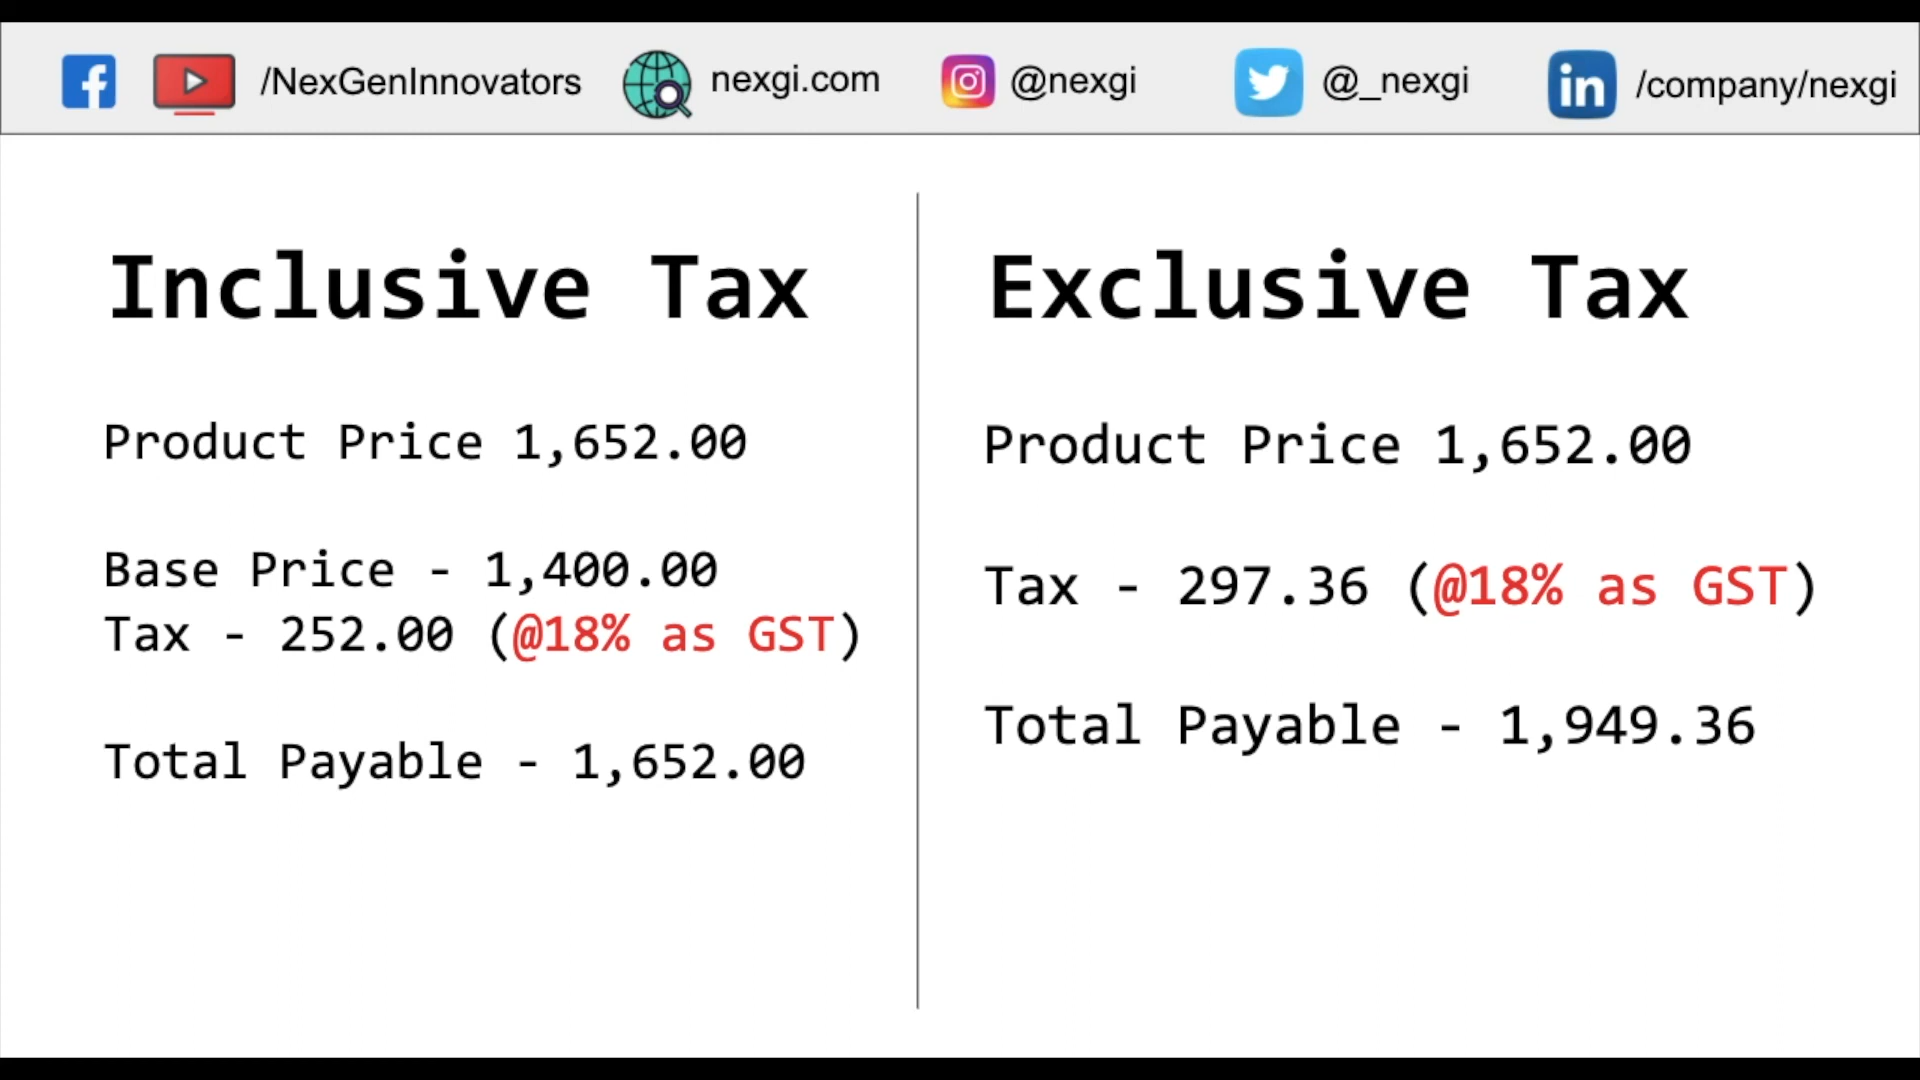 /NexGenInnovators nexgi.com @nexgi @_nexgi /company/nexgi
Inclusive Tax
Product Price 1,652.00
Base Price - 1,400.00
Tax - 252.00 (@18% as GST)
Total Payable - 1,652.00
Exclusive Tax
Product Price 1,652.00
Tax - 297.36 (@18% as GST)
Total Payable - 1,949.36